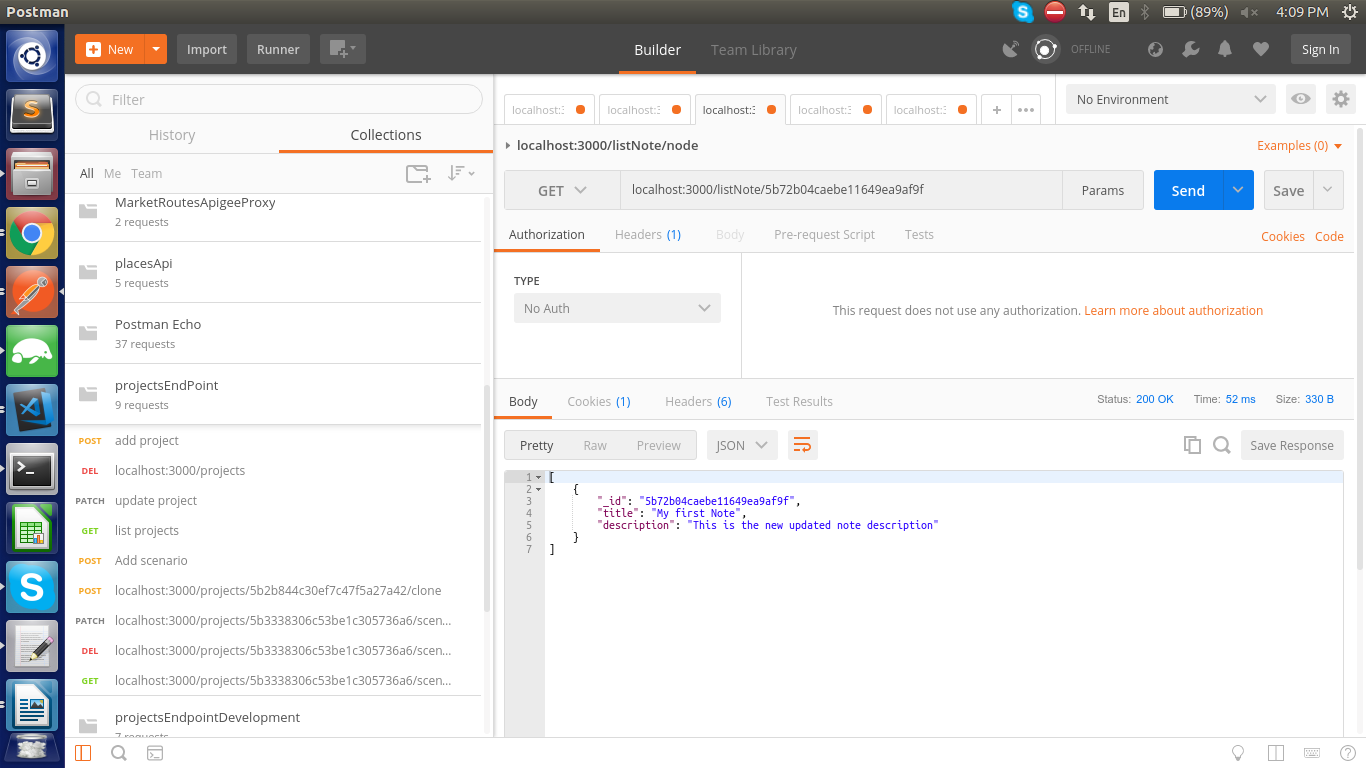 Postman
En
(89%)
4:09 PM
New
Import
Runner
Builder
Team Library
OFFLINE
Sign In
Filter
History
Collections
All Me Team
MarketRoutesApigeeProxy
2 requests
placesApi
5 requests
Postman Echo
37 requests
projectsEndPoint
9 requests
POST add project
DEL localhost:3000/projects
PATCH update project
GET list projects
POST Add scenario
POST localhost:3000/projects/5b2b844c30ef7c47f5a27a42/clone
PATCH localhost:3000/projects/5b3338306c53be1c305736a6/scen...
DEL localhost:3000/projects/5b3338306c53be1c305736a6/scen...
GET localhost:3000/projects/5b3338306c53be1c305736a6/scen...
projectsEndpointDevelopment
7 requests
localhost:3
localhost:3
localhost:3
localhost:3
localhost:3
No Environment
localhost:3000/listNote/node
Examples (0)
GET
localhost:3000/listNote/5b72b04caebe11649ea9af9f
Params
Send
Save
Authorization
Headers (1)
Body
Pre-request Script
Tests
Cookies Code
TYPE
No Auth
This request does not use any authorization. Learn more about authorization
Body
Cookies (1)
Headers (6)
Test Results
Status: 200 OK Time: 52 ms Size: 330 B
Pretty Raw Preview
JSON
Save Response
1 [
2 {
3 "_id": "5b72b04caebe11649ea9af9f",
4 "title": "My first Note",
5 "description": "This is the new updated note description"
6 }
7 ]